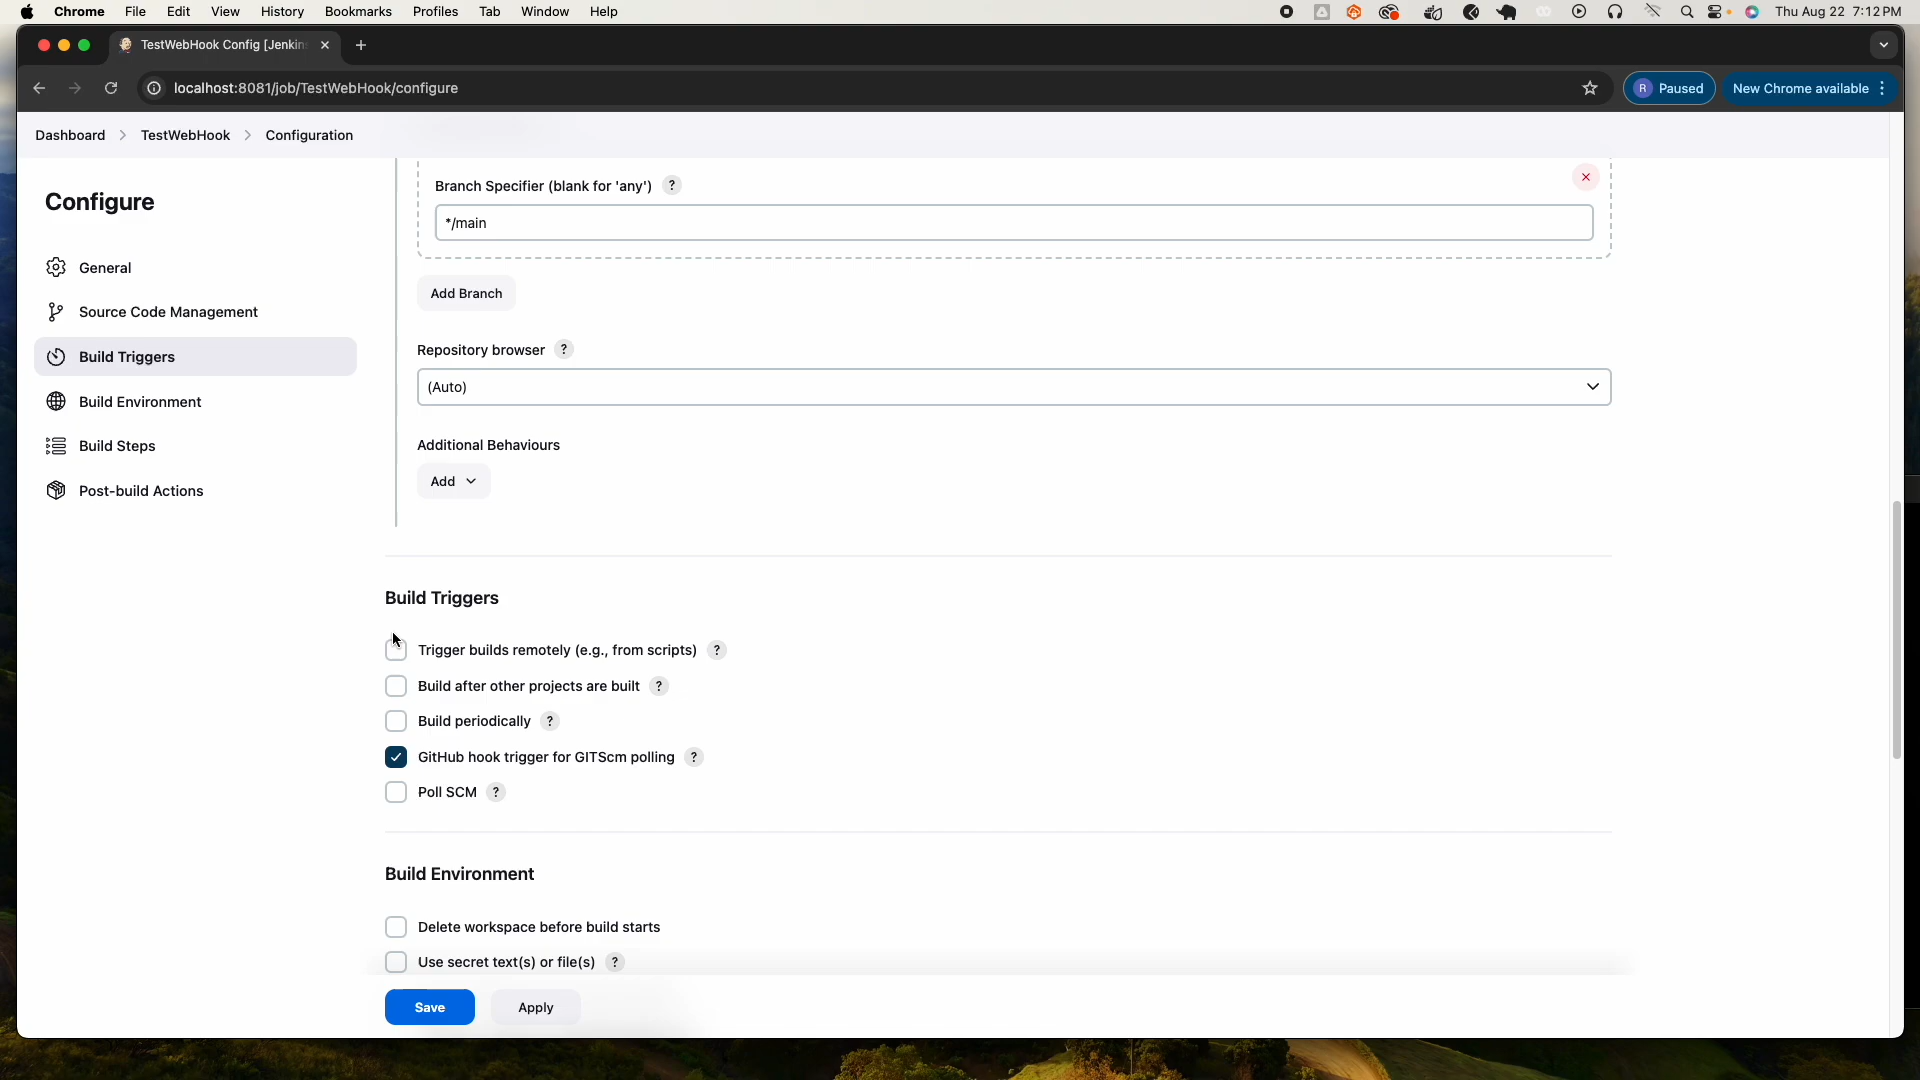 Chrome File Edit View History Bookmarks Profiles Tab Window Help Thu Aug 22 7:12 PM
TestWebHook Config [Jenkin
localhost:8081/job/TestWebHook/configure R Paused New Chrome available
Dashboard TestWebHook Configuration
Configure
General
Source Code Management
Build Triggers
Build Environment
Build Steps
Post-build Actions
Branch Specifier (blank for 'any') ?
*/main
Add Branch
Repository browser ?
(Auto)
Additional Behaviours
Add
Build Triggers
Trigger builds remotely (e.g., from scripts) ?
Build after other projects are built ?
Build periodically ?
GitHub hook trigger for GITScm polling ?
Poll SCM ?
Build Environment
Delete workspace before build starts
Use secret text(s) or file(s) ?
Save Apply